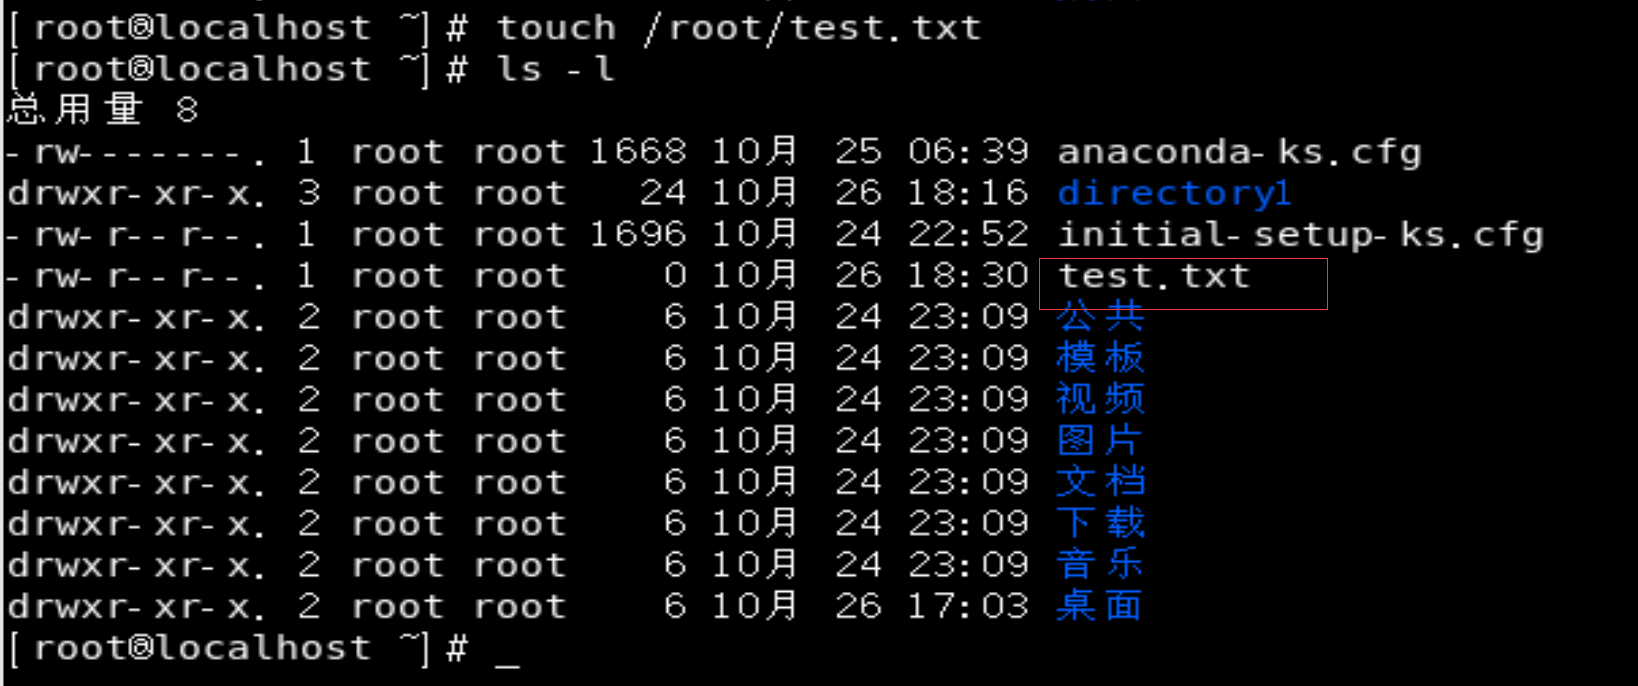 [root@localhost ~]# touch /root/test.txt
[root@localhost ~]# ls -l
总用量 8
-rw-------. 1 root root 1668 10月 25 06:39 anaconda-ks.cfg
drwxr-xr-x. 3 root root 24 10月 26 18:16 directory1
-rw-r--r--. 1 root root 1696 10月 24 22:52 initial-setup-ks.cfg
-rw-r--r--. 1 root root 0 10月 26 18:30 test.txt
drwxr-xr-x. 2 root root 6 10月 24 23:09 公共
drwxr-xr-x. 2 root root 6 10月 24 23:09 模板
drwxr-xr-x. 2 root root 6 10月 24 23:09 视频
drwxr-xr-x. 2 root root 6 10月 24 23:09 图片
drwxr-xr-x. 2 root root 6 10月 24 23:09 文档
drwxr-xr-x. 2 root root 6 10月 24 23:09 下载
drwxr-xr-x. 2 root root 6 10月 24 23:09 音乐
drwxr-xr-x. 2 root root 6 10月 26 17:03 桌面
[root@localhost ~]# _